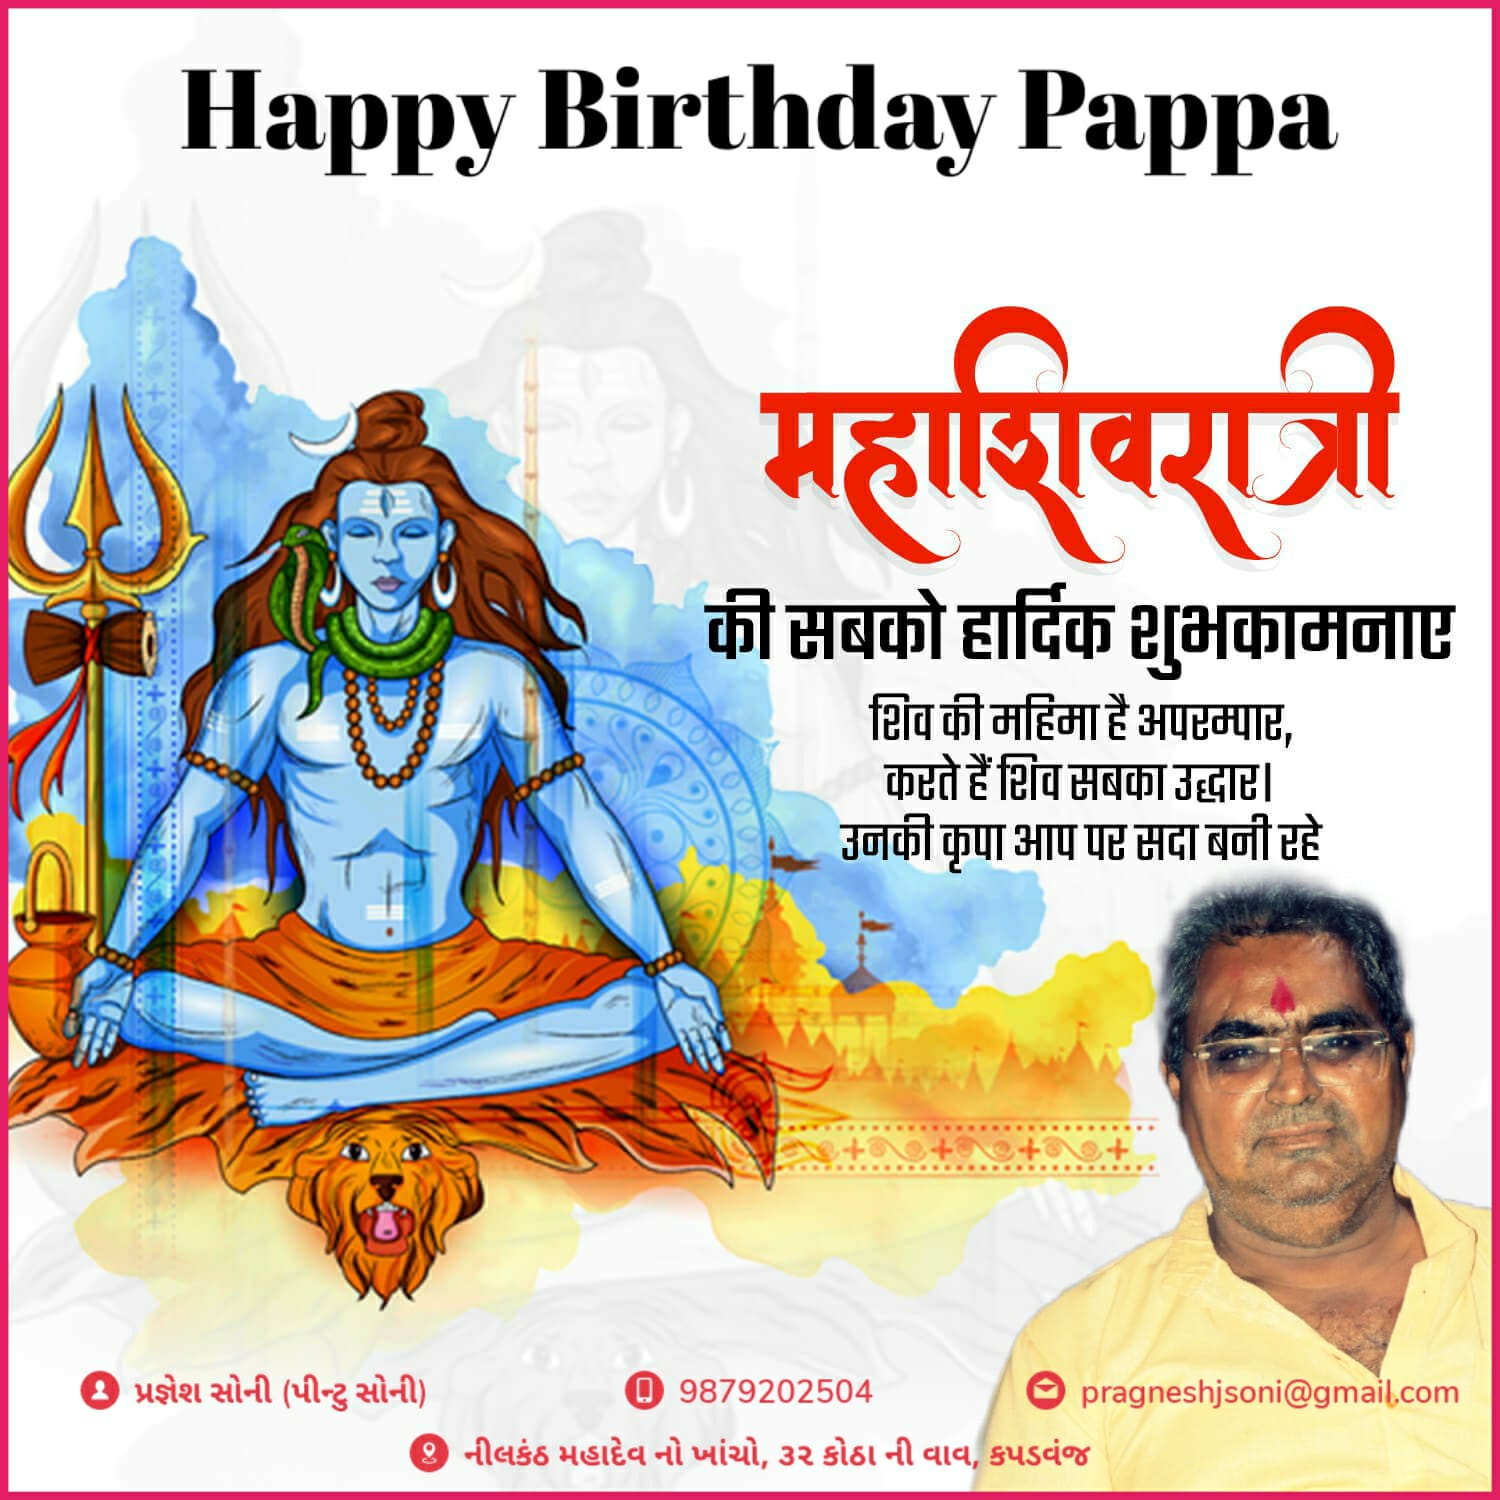 Happy Birthday Pappa
महाशिवरात्री
की सबको हार्दिक शुभकामनाए
शिव की महिमा है अपरम्पार,
करते हैं शिव सबका उद्धार।
उनकी कृपा आप पर सदा बनी रहे
પ્રજ્ઞેશ સોની (પીન્ટુ સોની)
9879202504
pragneshjsoni@gmail.com
નીલકંઠ મહાદેવ નો ખાંચો, ૩૨ કોઠા ની વાવ, કપડવંજ